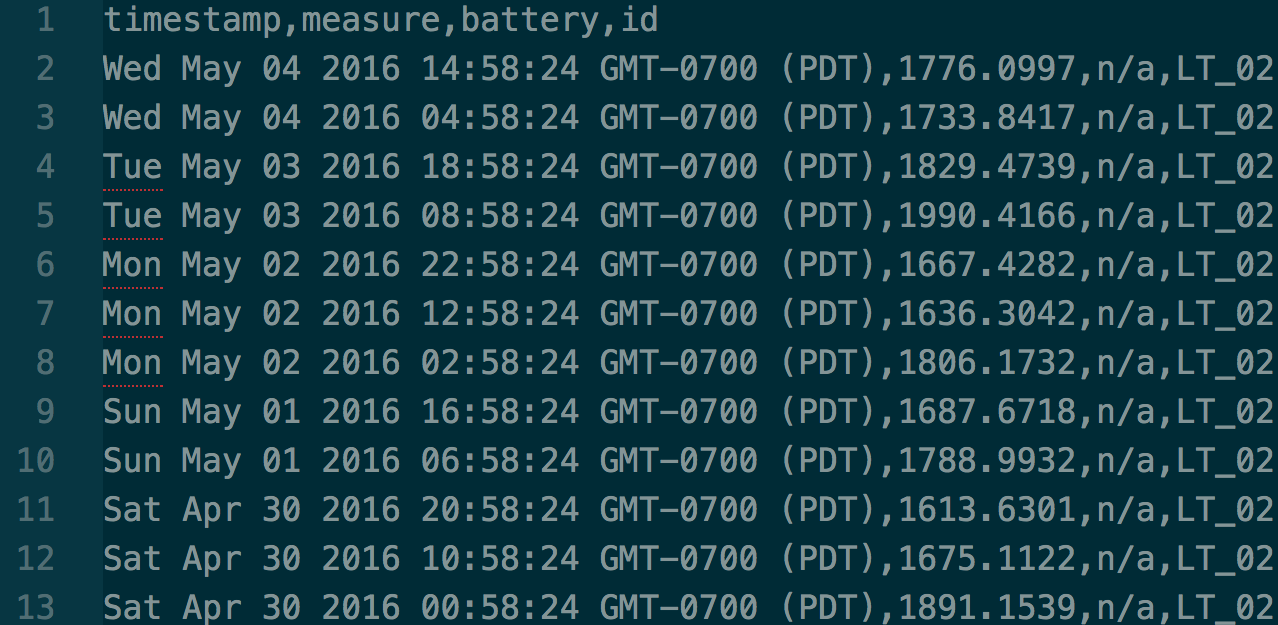 1 timestamp,measure,battery,id
2 Wed May 04 2016 14:58:24 GMT-0700 (PDT),1776.0997,n/a,LT_02
3 Wed May 04 2016 04:58:24 GMT-0700 (PDT),1733.8417,n/a,LT_02
4 Tue May 03 2016 18:58:24 GMT-0700 (PDT),1829.4739,n/a,LT_02
5 Tue May 03 2016 08:58:24 GMT-0700 (PDT),1990.4166,n/a,LT_02
6 Mon May 02 2016 22:58:24 GMT-0700 (PDT),1667.4282,n/a,LT_02
7 Mon May 02 2016 12:58:24 GMT-0700 (PDT),1636.3042,n/a,LT_02
8 Mon May 02 2016 02:58:24 GMT-0700 (PDT),1806.1732,n/a,LT_02
9 Sun May 01 2016 16:58:24 GMT-0700 (PDT),1687.6718,n/a,LT_02
10 Sun May 01 2016 06:58:24 GMT-0700 (PDT),1788.9932,n/a,LT_02
11 Sat Apr 30 2016 20:58:24 GMT-0700 (PDT),1613.6301,n/a,LT_02
12 Sat Apr 30 2016 10:58:24 GMT-0700 (PDT),1675.1122,n/a,LT_02
13 Sat Apr 30 2016 00:58:24 GMT-0700 (PDT),1891.1539,n/a,LT_02